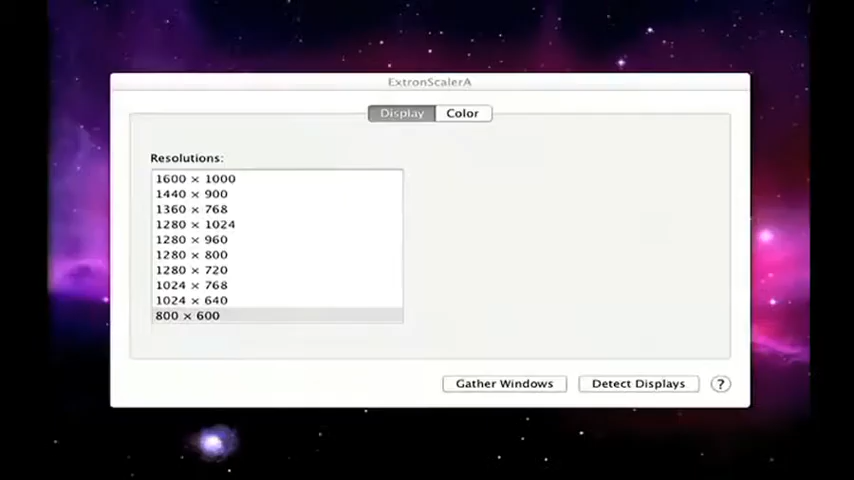 ExtronScalerA
Display Color
Resolutions:
1600 × 1000
1440 × 900
1360 × 768
1280 × 1024
1280 × 960
1280 × 800
1280 × 720
1024 × 768
1024 × 640
800 × 600
Gather Windows Detect Displays ?